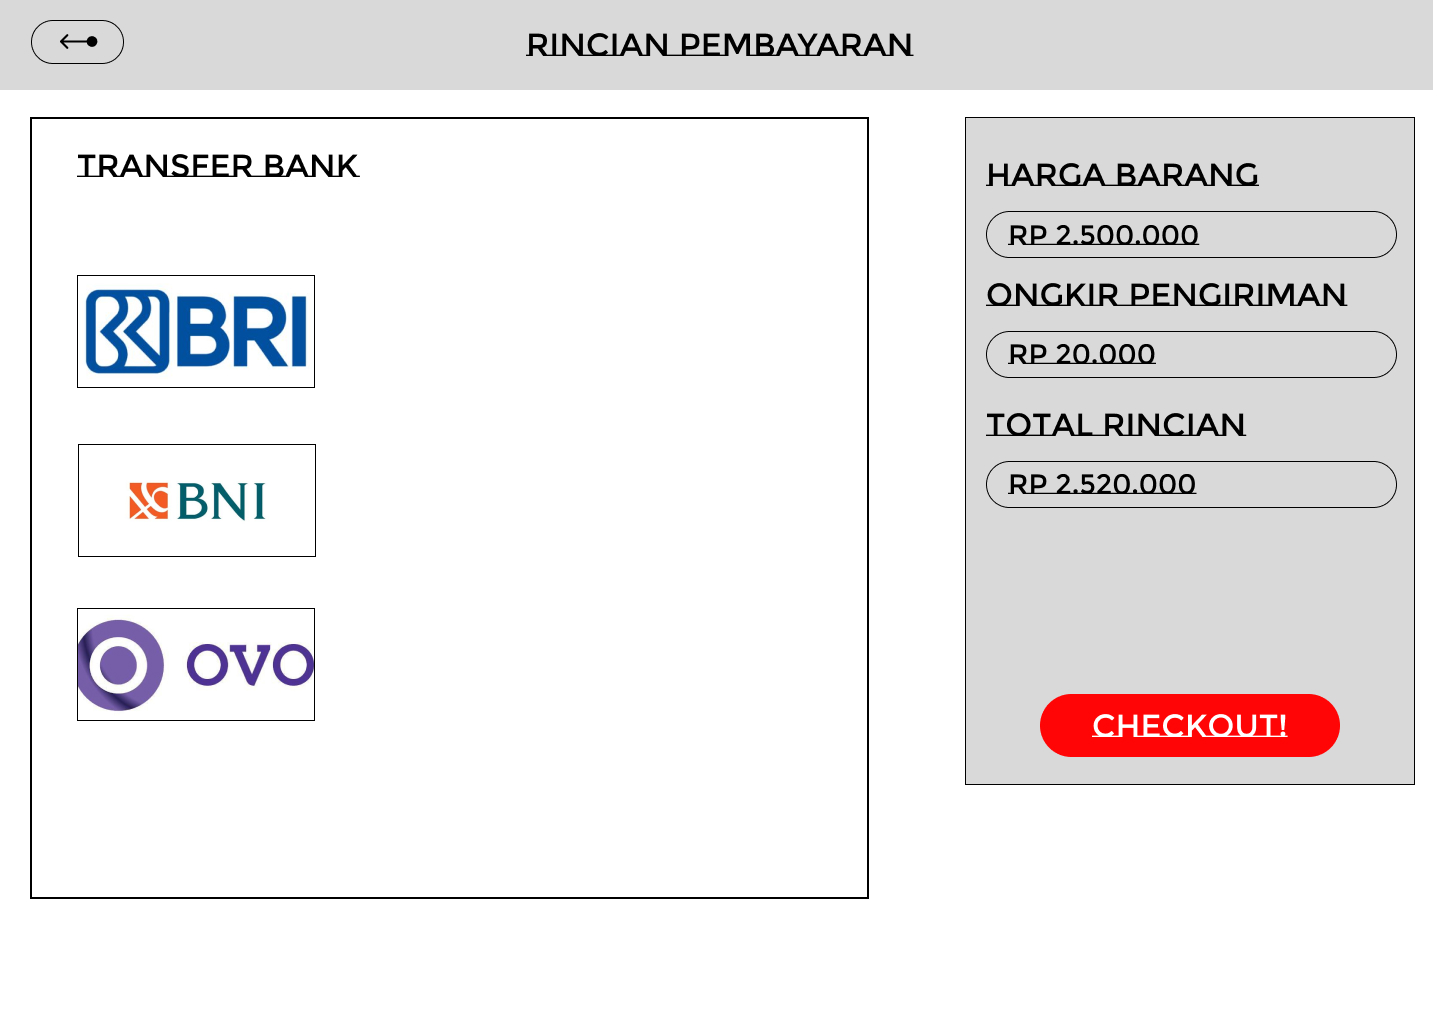 RINCIAN PEMBAYARAN
TRANSFER BANK
BRI
BNI
OVO
HARGA BARANG
RP 2.500.000
ONGKIR PENGIRIMAN
RP 20.000
TOTAL RINCIAN
RP 2.520.000
CHECKOUT!